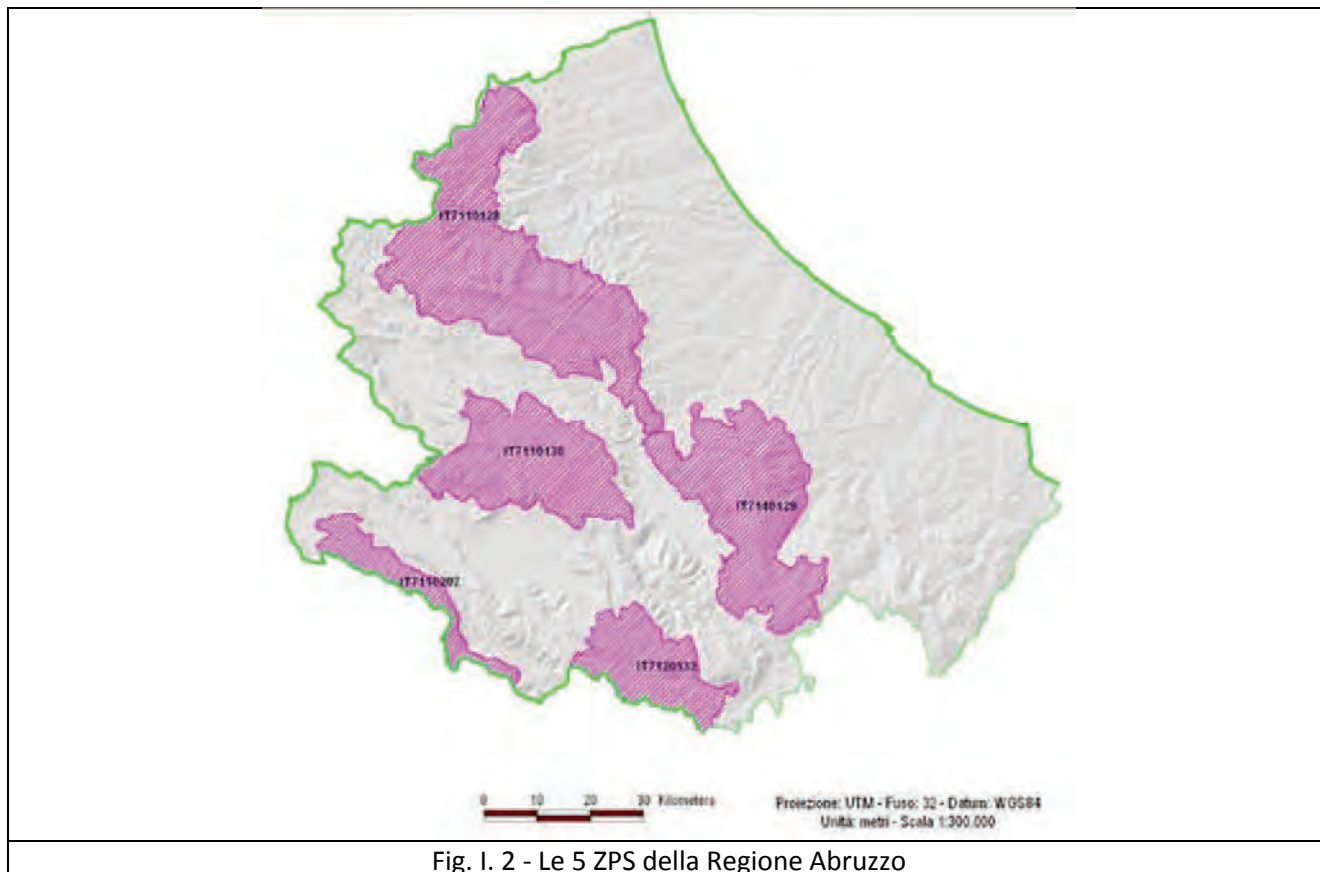 IT7110128
IT7110130
IT7140129
IT7110207
IT7120132
0 10 20 30 Kilometers
Proiezione: UTM - Fuso: 32 - Datum: WGS84
Unità: metri - Scala 1:300.000
Fig. I. 2 - Le 5 ZPS della Regione Abruzzo